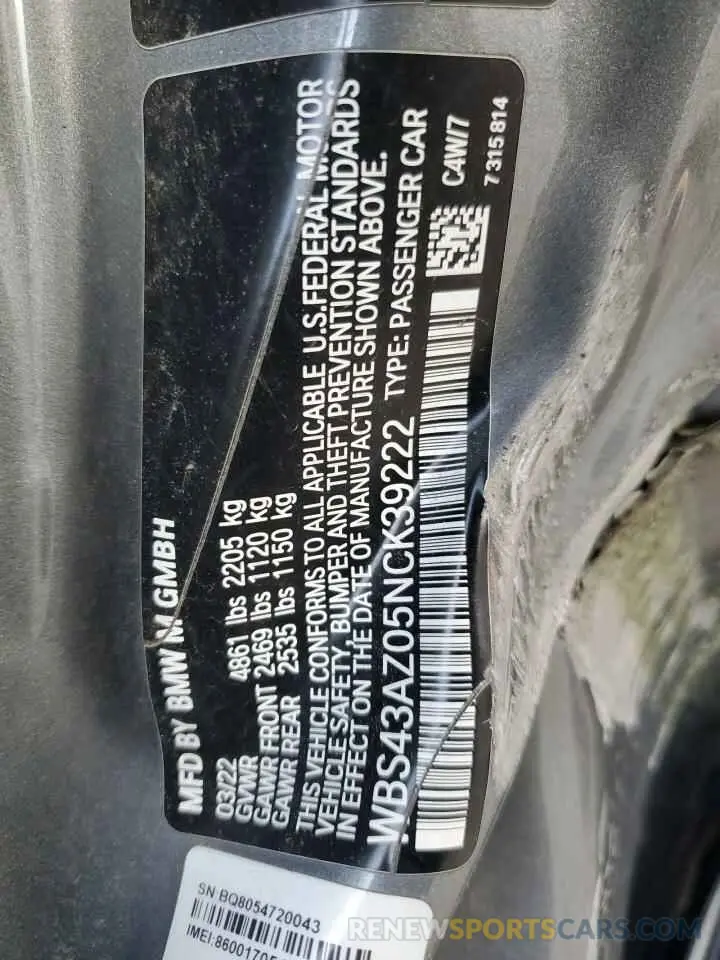 MFD BY BMW M GMBH
03/22
GVWR 4861 lbs 2205 kg
GAWR FRONT 2469 lbs 1120 kg
GAWR REAR 2535 lbs 1150 kg
THIS VEHICLE CONFORMS TO ALL APPLICABLE U.S.FEDERAL MOTOR
VEHICLE SAFETY, BUMPER AND THEFT PREVENTION STANDARDS
IN EFFECT ON THE DATE OF MANUFACTURE SHOWN ABOVE.
WBS43AZ05NCK39222 TYPE: PASSENGER CAR
C4W/7
7 315 814
SN BQ8054720043
RENEWSPORTSCARS.COM